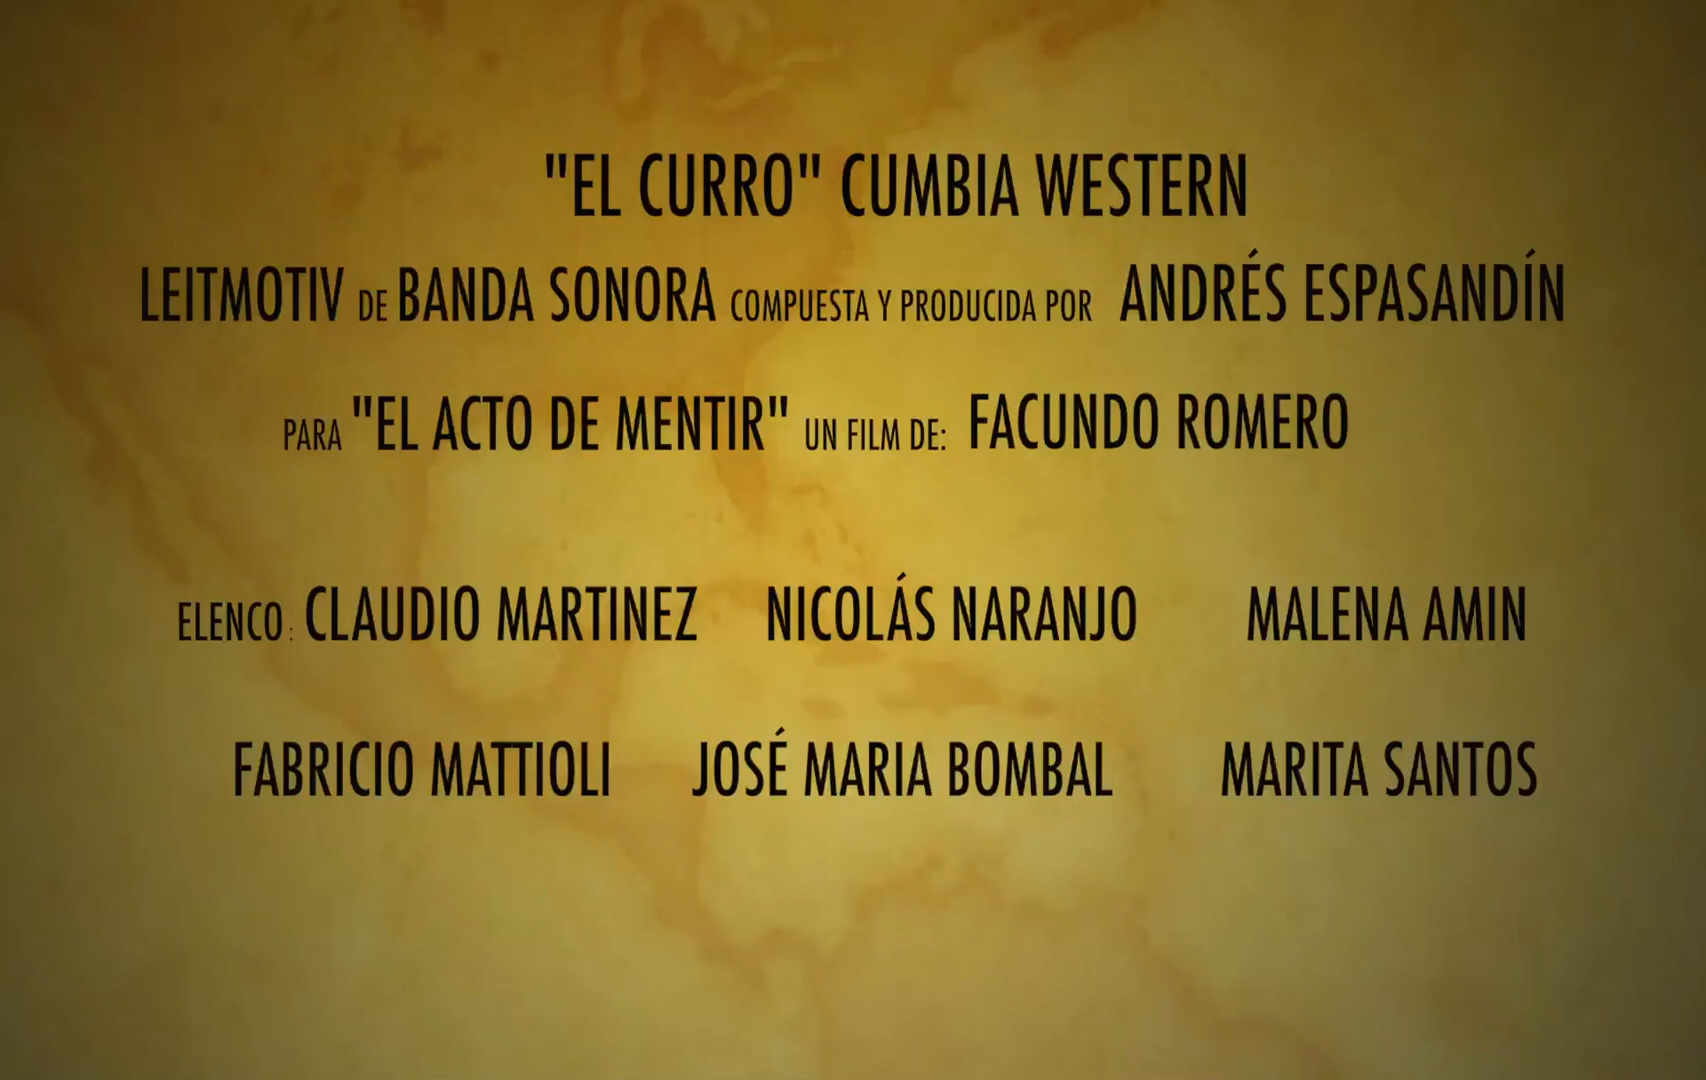 "EL CURRO" CUMBIA WESTERN
LEITMOTIV DE BANDA SONORA COMPUESTA Y PRODUCIDA POR ANDRÉS ESPASANDÍN
PARA "EL ACTO DE MENTIR" UN FILM DE: FACUNDO ROMERO
ELENCO : CLAUDIO MARTINEZ NICOLÁS NARANJO MALENA AMIN
FABRICIO MATTIOLI JOSÉ MARIA BOMBAL MARITA SANTOS